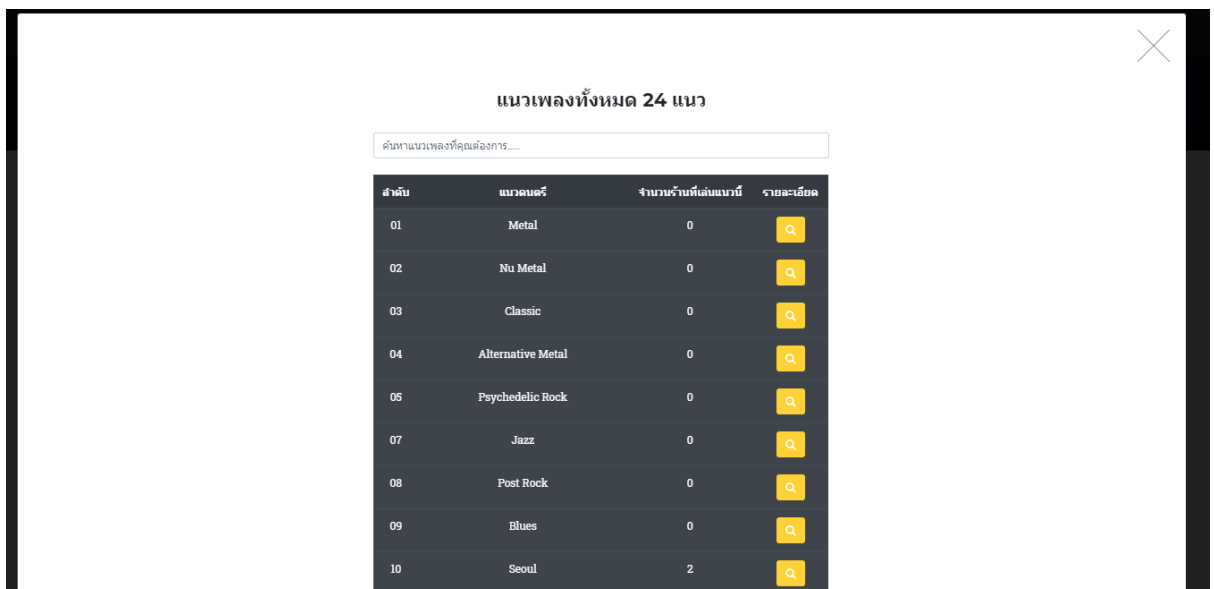 แนวเพลงทั้งหมด 24 แนว
ค้นหาแนวเพลงที่คุณต้องการ.....
ลำดับ แนวดนตรี จำนวนร้านที่เล่นแนวนี้ รายละเอียด
01 Metal 0
02 Nu Metal 0
03 Classic 0
04 Alternative Metal 0
05 Psychedelic Rock 0
07 Jazz 0
08 Post Rock 0
09 Blues 0
10 Seoul 2